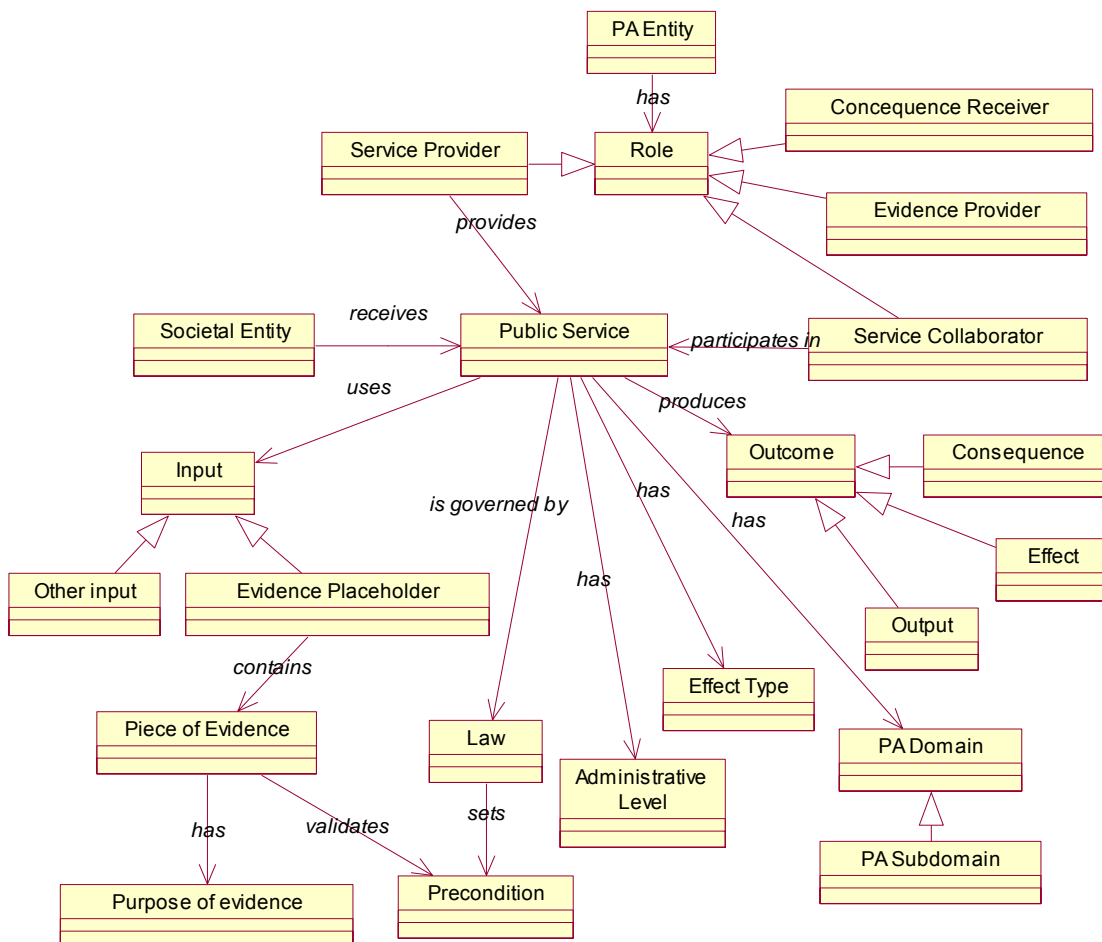 PA Entity
has
Concequence Receiver
Service Provider
Role
Evidence Provider
provides
Societal Entity
receives
Public Service
participates in
Service Collaborator
uses
produces
Input
Outcome
Consequence
is governed by
has
has
Effect
Other input
Evidence Placeholder
has
Output
contains
Effect Type
Piece of Evidence
Law
PA Domain
Administrative
Level
has
validates
sets
PA Subdomain
Purpose of evidence
Precondition